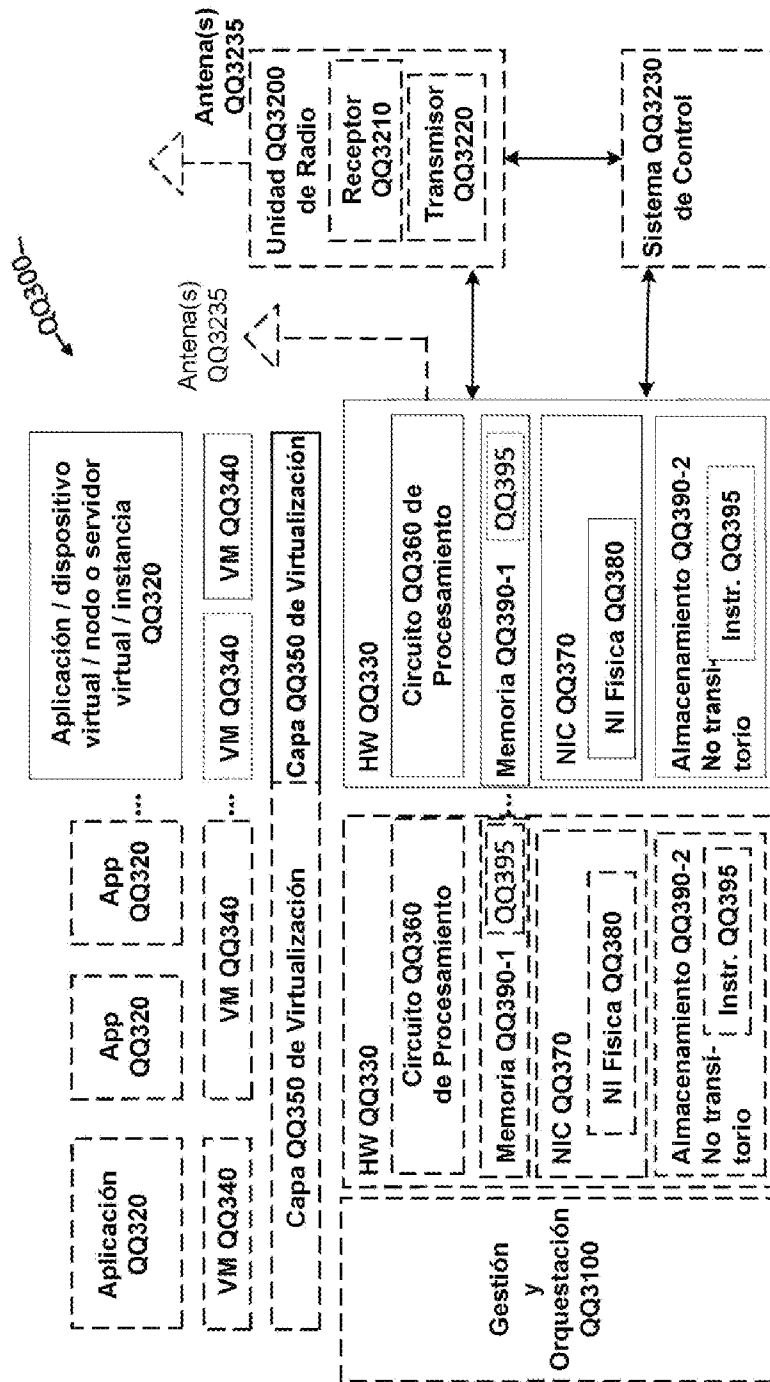 QQ300
Aplicación
QQ320
App
QQ320
App
QQ320
...
Aplicación / dispositivo
virtual / nodo o servidor
virtual / instancia
QQ320
VM QQ340
VM QQ340
...
VM QQ340
VM QQ340
Capa QQ350 de Virtualización
Capa QQ350 de Virtualización
Gestión
y
Orquestación
QQ3100
HW QQ330
Circuito QQ360
de Procesamiento
Memoria QQ390-1
QQ395
NIC QQ370
NI Física QQ380
Almacenamiento QQ390-2
No transi-
torio
Instr. QQ395
...
HW QQ330
Circuito QQ360 de
Procesamiento
Memoria QQ390-1
QQ395
NIC QQ370
NI Física QQ380
Almacenamiento QQ390-2
No transi-
torio
Instr. QQ395
Antena(s)
QQ3235
Antena(s)
QQ3235
Unidad QQ3200
de Radio
Receptor
QQ3210
Transmisor
QQ3220
Sistema QQ3230
de Control